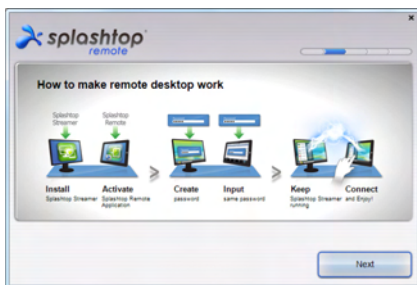 splashtop
remote
How to make remote desktop work
Splashtop Streamer
Splashtop Remote
Install
Splashtop Streamer
Activate
Splashtop Remote Application
Create
password
Input
same password
Keep
Splashtop Streamer running
Connect
and Enjoy!
Next